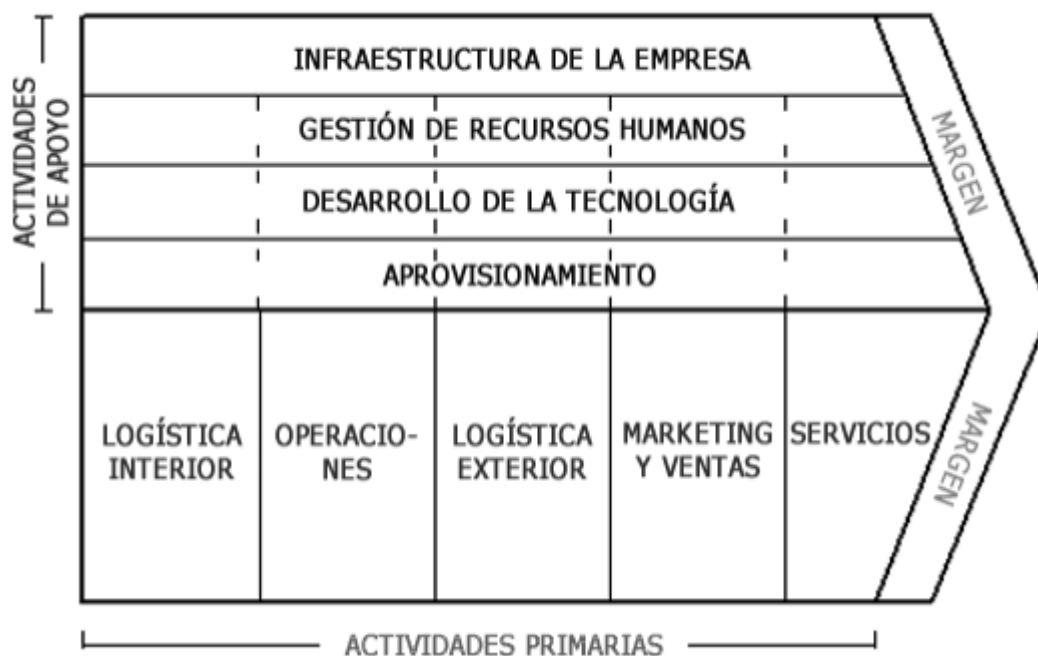 ACTIVIDADES
DE APOYO
INFRAESTRUCTURA DE LA EMPRESA
GESTIÓN DE RECURSOS HUMANOS
DESARROLLO DE LA TECNOLOGÍA
APROVISIONAMIENTO
MARGEN
LOGÍSTICA
INTERIOR
OPERACIO-
NES
LOGÍSTICA
EXTERIOR
MARKETING
Y VENTAS
SERVICIOS
MARGEN
ACTIVIDADES PRIMARIAS